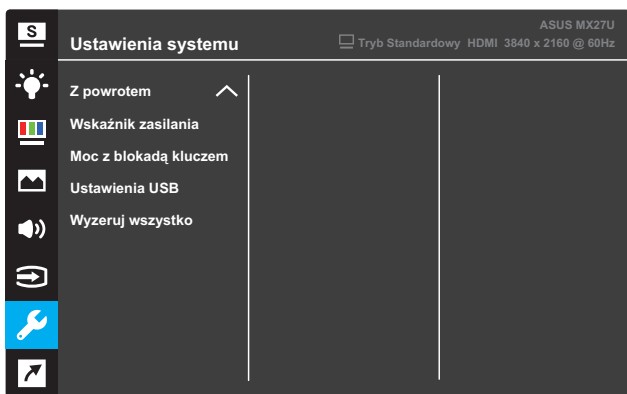 S
ASUS MX27U
Ustawienia systemu
Tryb Standardowy HDMI 3840 x 2160 @ 60Hz
Z powrotem
Wskaźnik zasilania
Moc z blokadą kluczem
Ustawienia USB
Wyzeruj wszystko